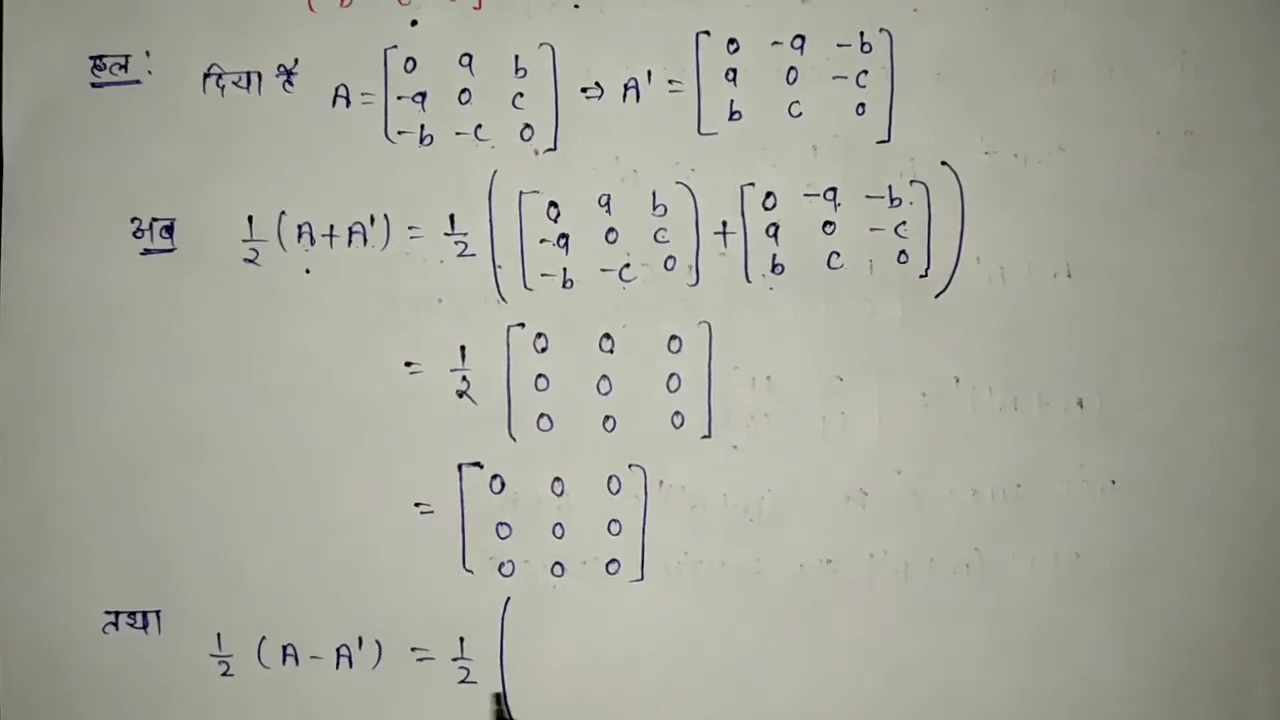 हल: दिया है A = [0 a b; -a 0 c; -b -c 0] ⇒ A' = [0 -a -b; a 0 -c; b c 0]
अब 1/2 (A + A') = 1/2 ([0 a b; -a 0 c; -b -c 0] + [0 -a -b; a 0 -c; b c 0])
= 1/2 [0 0 0; 0 0 0; 0 0 0]
= [0 0 0; 0 0 0; 0 0 0]
तथा 1/2 (A - A') = 1/2 (